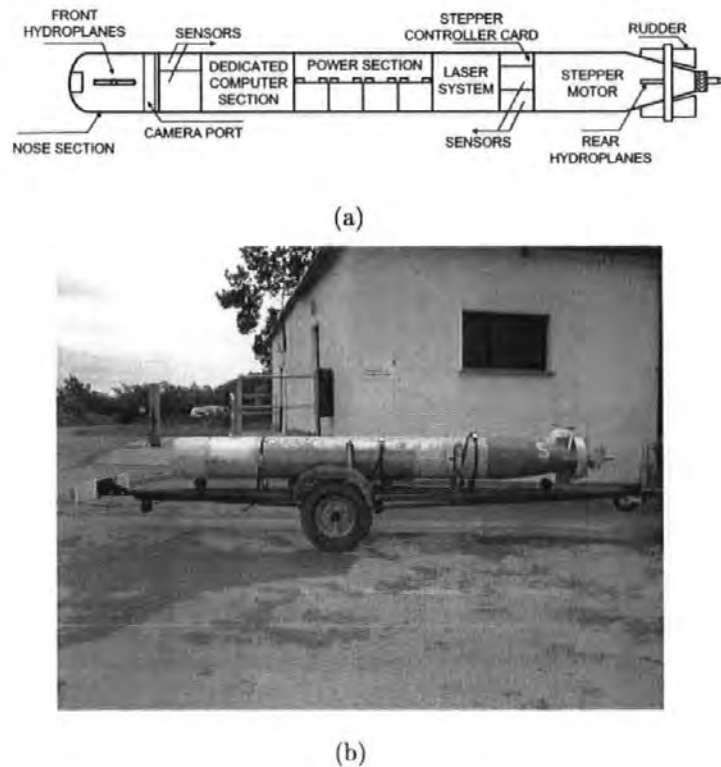 FRONT
HYDROPLANES
SENSORS
STEPPER
CONTROLLER
CARD
RUDDER
DEDICATED
COMPUTER
SECTION
POWER SECTION
LASER
SYSTEM
STEPPER
MOTOR
NOSE SECTION
CAMERA PORT
SENSORS
REAR
HYDROPLANES
(a)
S
(b)